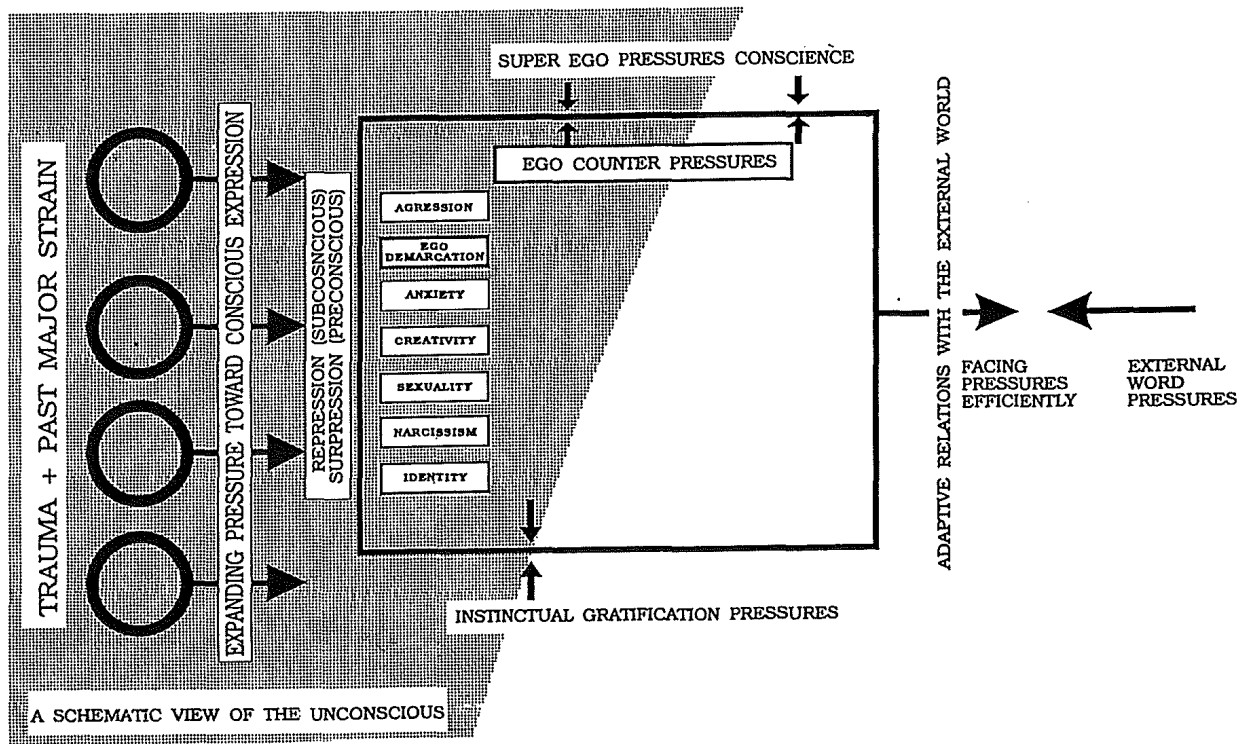 TRAUMA + PAST MAJOR STRAIN
EXPANDING PRESSURE TOWARD CONSCIOUS EXPRESSION
REPRESSION (SUBCOSNCIOUS)
SURPRESSION (PRECONSCIOUS)
SUPER EGO PRESSURES CONSCIENCE
EGO COUNTER PRESSURES
AGRESSION
EGO
DEMARCATION
ANXIETY
CREATIVITY
SEXUALITY
NARCISSISM
IDENTITY
INSTINCTUAL GRATIFICATION PRESSURES
ADAPTIVE RELATIONS WITH THE EXTERNAL WORLD
FACING
PRESSURES
EFFICIENTLY
EXTERNAL
WORD
PRESSURES
A SCHEMATIC VIEW OF THE UNCONSCIOUS